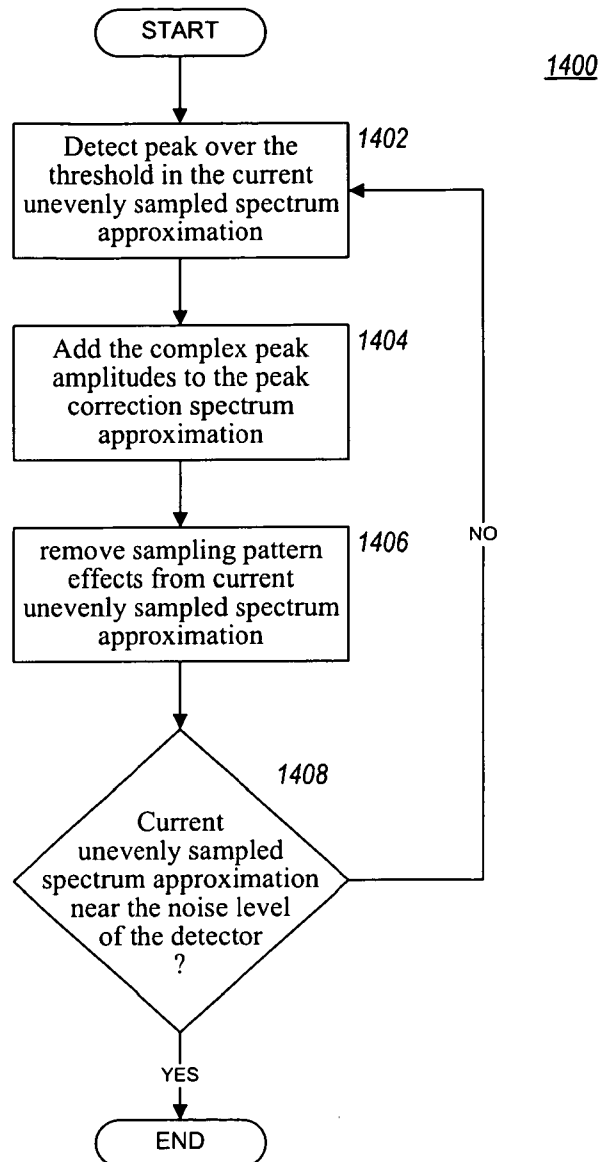 START
1400
1402
Detect peak over the
threshold in the current
unevenly sampled spectrum
approximation
1404
Add the complex peak
amplitudes to the peak
correction spectrum
approximation
1406
remove sampling pattern
effects from current
unevenly sampled spectrum
approximation
NO
1408
Current
unevenly sampled
spectrum approximation
near the noise level
of the detector
?
YES
END